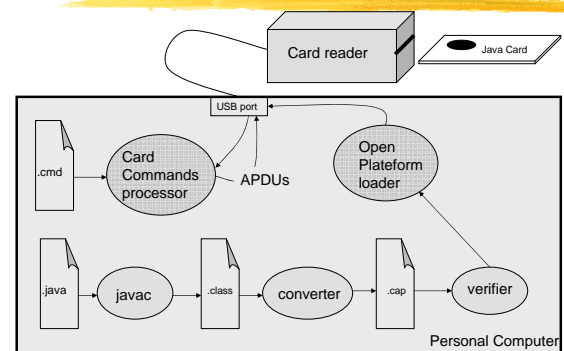 Card reader
Java Card
USB port
.cmd
Card
Commands
processor
APDUs
Open
Plateform
loader
.java
javac
.class
converter
.cap
verifier
Personal Computer